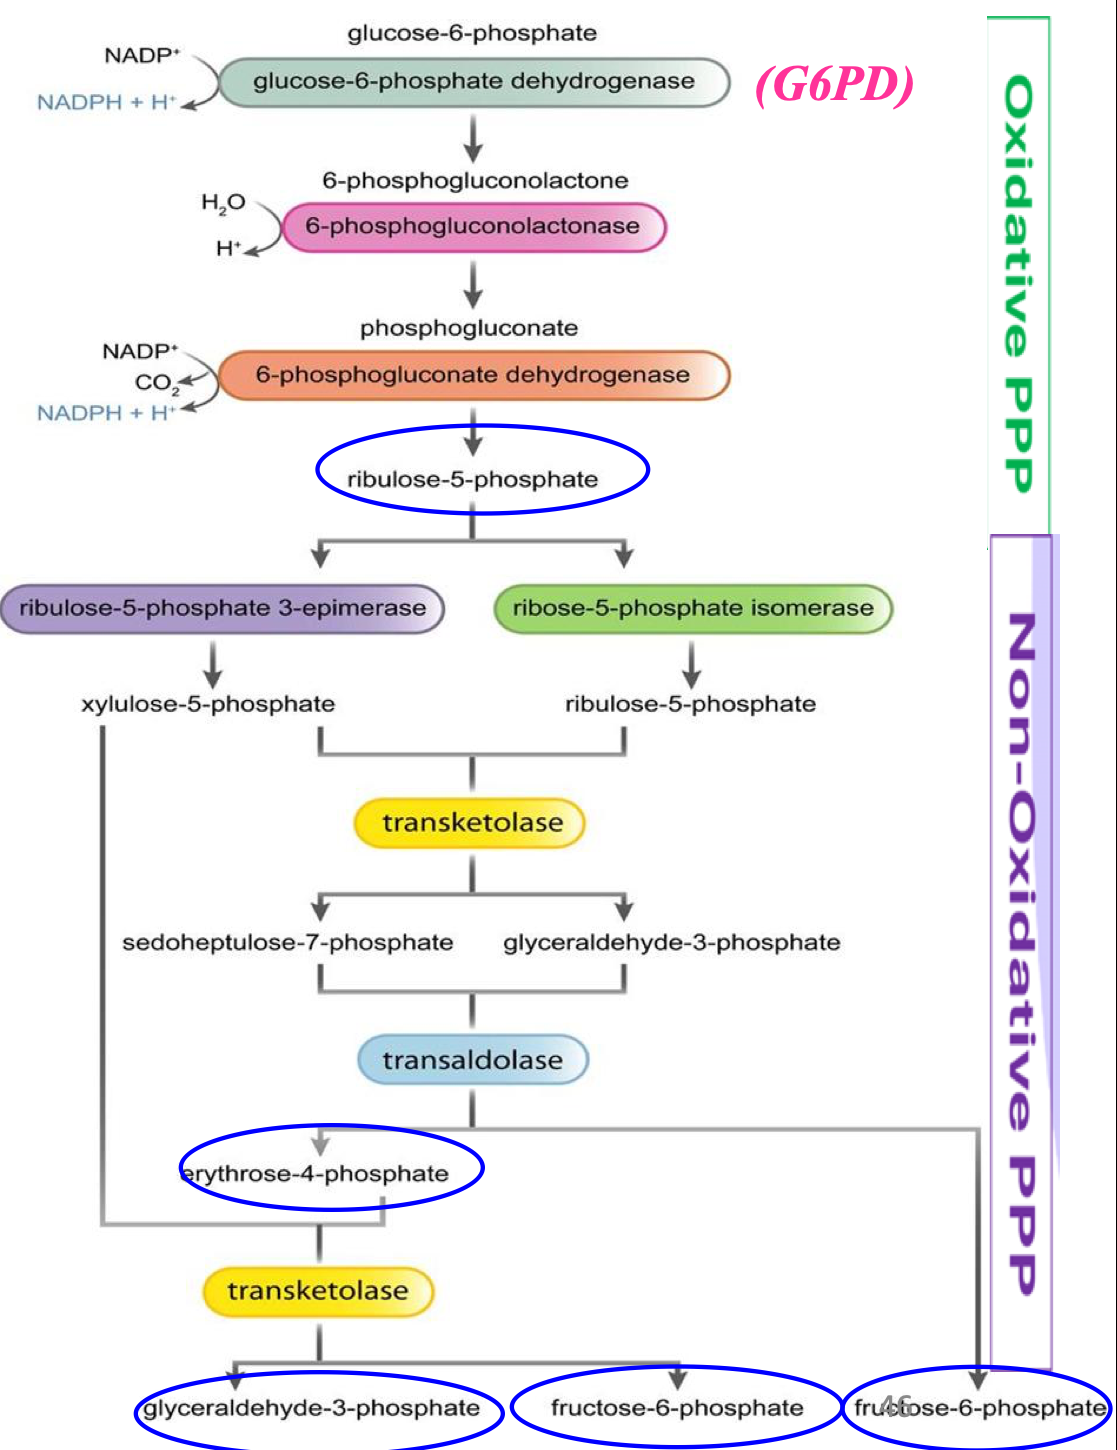 glucose-6-phosphate
NADP⁺
glucose-6-phosphate dehydrogenase
(G6PD)
NADPH + H⁺
6-phosphogluconolactone
H₂O
6-phosphogluconolactonase
H⁺
phosphogluconate
NADP⁺
CO₂
6-phosphogluconate dehydrogenase
NADPH + H⁺
ribulose-5-phosphate
Oxidative PPP
ribulose-5-phosphate 3-epimerase
ribose-5-phosphate isomerase
xylulose-5-phosphate
ribulose-5-phosphate
transketolase
sedoheptulose-7-phosphate
glyceraldehyde-3-phosphate
transaldolase
erythrose-4-phosphate
transketolase
Non-Oxidative PPP
glyceraldehyde-3-phosphate
fructose-6-phosphate
fructose-6-phosphate
46